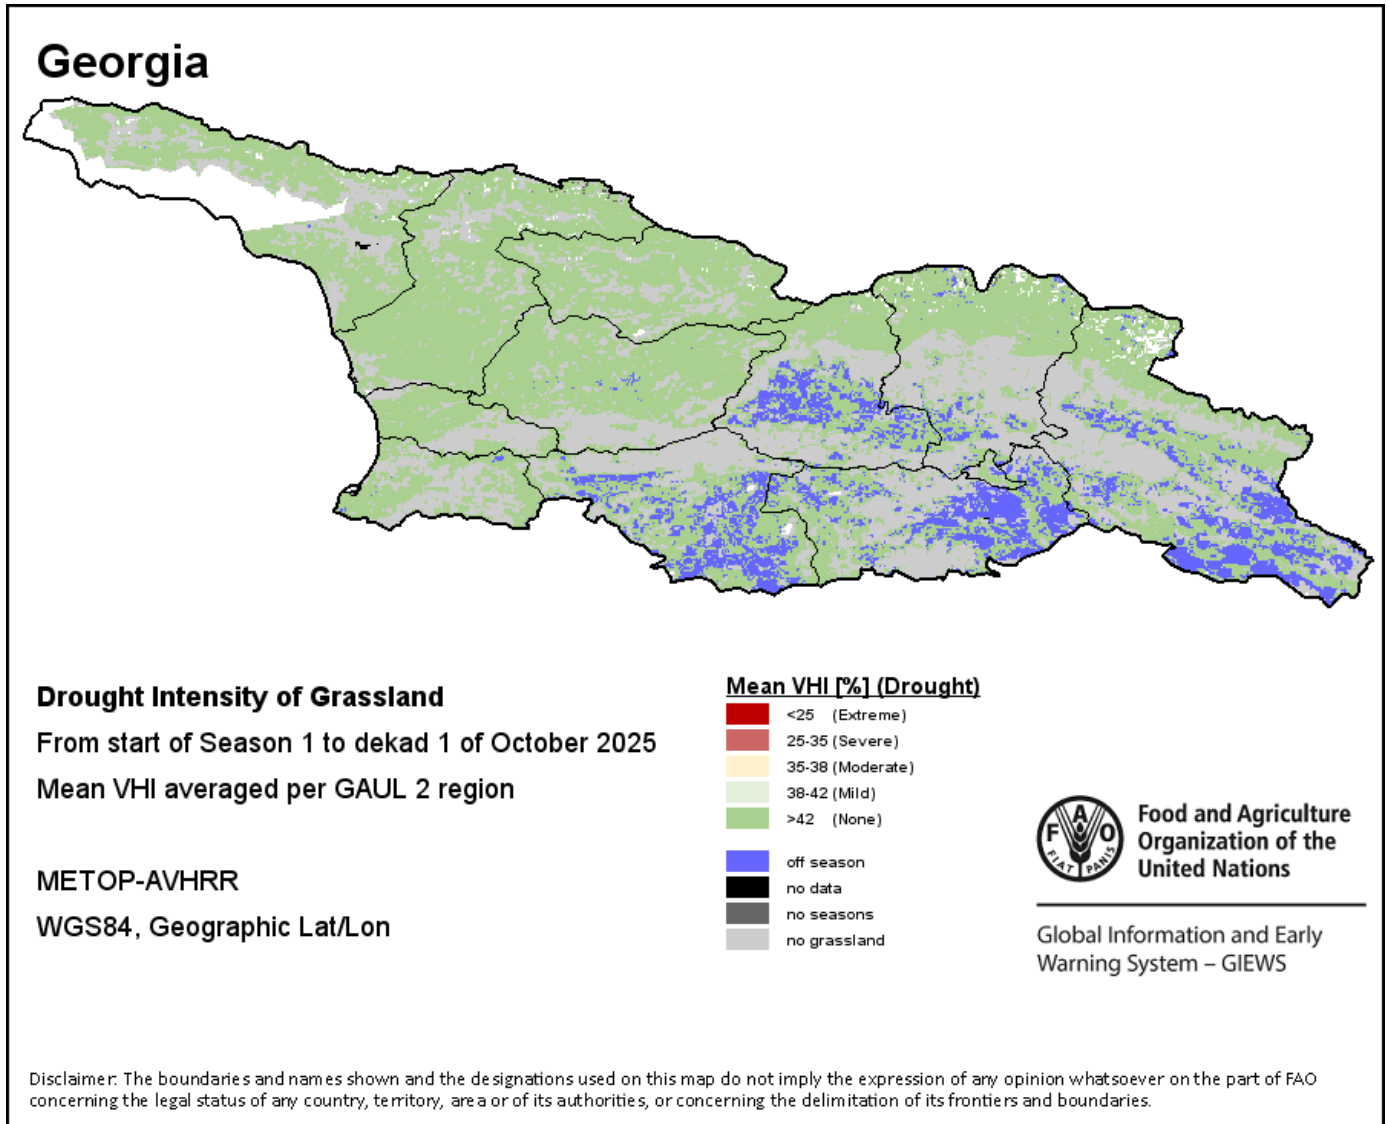 Georgia
Drought Intensity of Grassland
From start of Season 1 to dekad 1 of October 2025
Mean VHI averaged per GAUL 2 region
METOP-AVHRR
WGS84, Geographic Lat/Lon
Mean VHI [%] (Drought)
<25 (Extreme)
25-35 (Severe)
35-38 (Moderate)
38-42 (Mild)
>42 (None)
off season
no data
no seasons
no grassland
F A O
FIAT PANIS
Food and Agriculture
Organization of the
United Nations
Global Information and Early
Warning System – GIEWS
Disclaimer: The boundaries and names shown and the designations used on this map do not imply the expression of any opinion whatsoever on the part of FAO
concerning the legal status of any country, territory, area or of its authorities, or concerning the delimitation of its frontiers and boundaries.